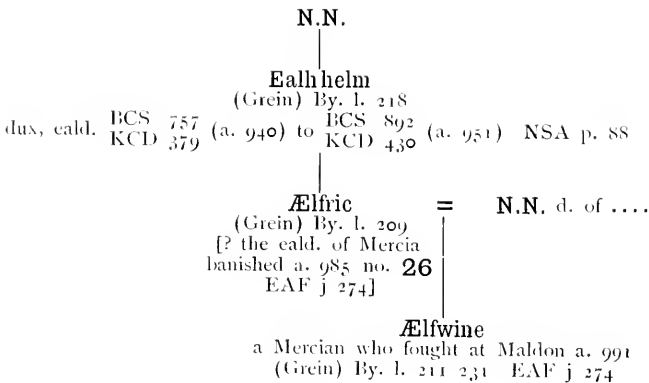 N.N.
Ealhhelm
(Grein) By. l. 218
dux, eald. BCS 757 KCD 379 (a. 940) to BCS 892 KCD 430 (a. 951) NSA p. 88
Ælfric = N.N. d. of ....
(Grein) By. l. 209
[? the eald. of Mercia
banished a. 985 no. 26
EAF j 274]
Ælfwine
a Mercian who fought at Maldon a. 991
(Grein) By. l. 211 231 EAF j 274